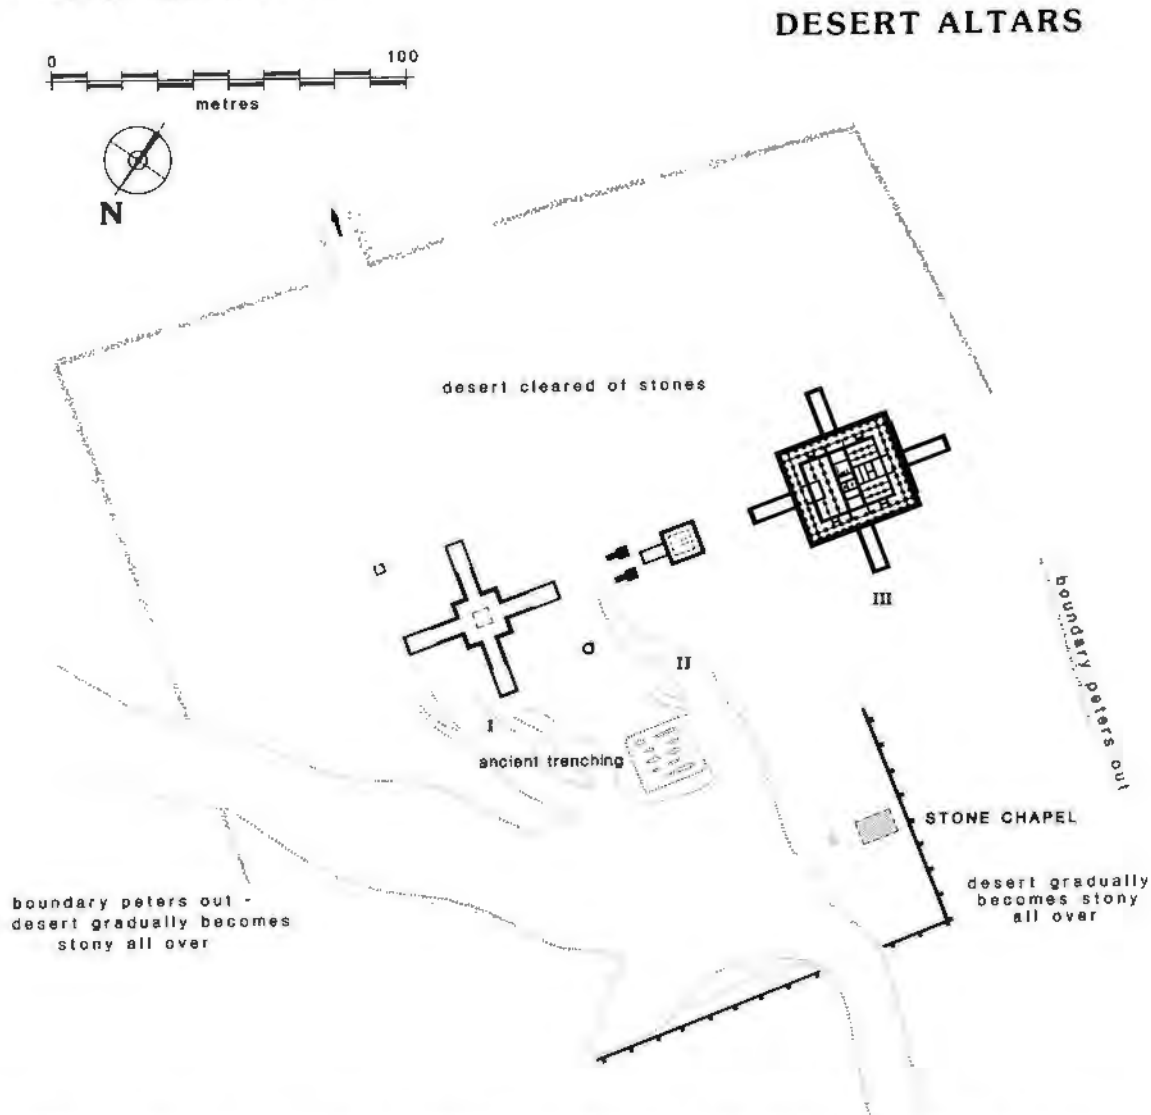 DESERT ALTARS
0 100
metres
N
desert cleared of stones
III
II
I
ancient trenching
boundary peters out
STONE CHAPEL
desert gradually
becomes stony
all over
boundary peters out -
desert gradually becomes
stony all over